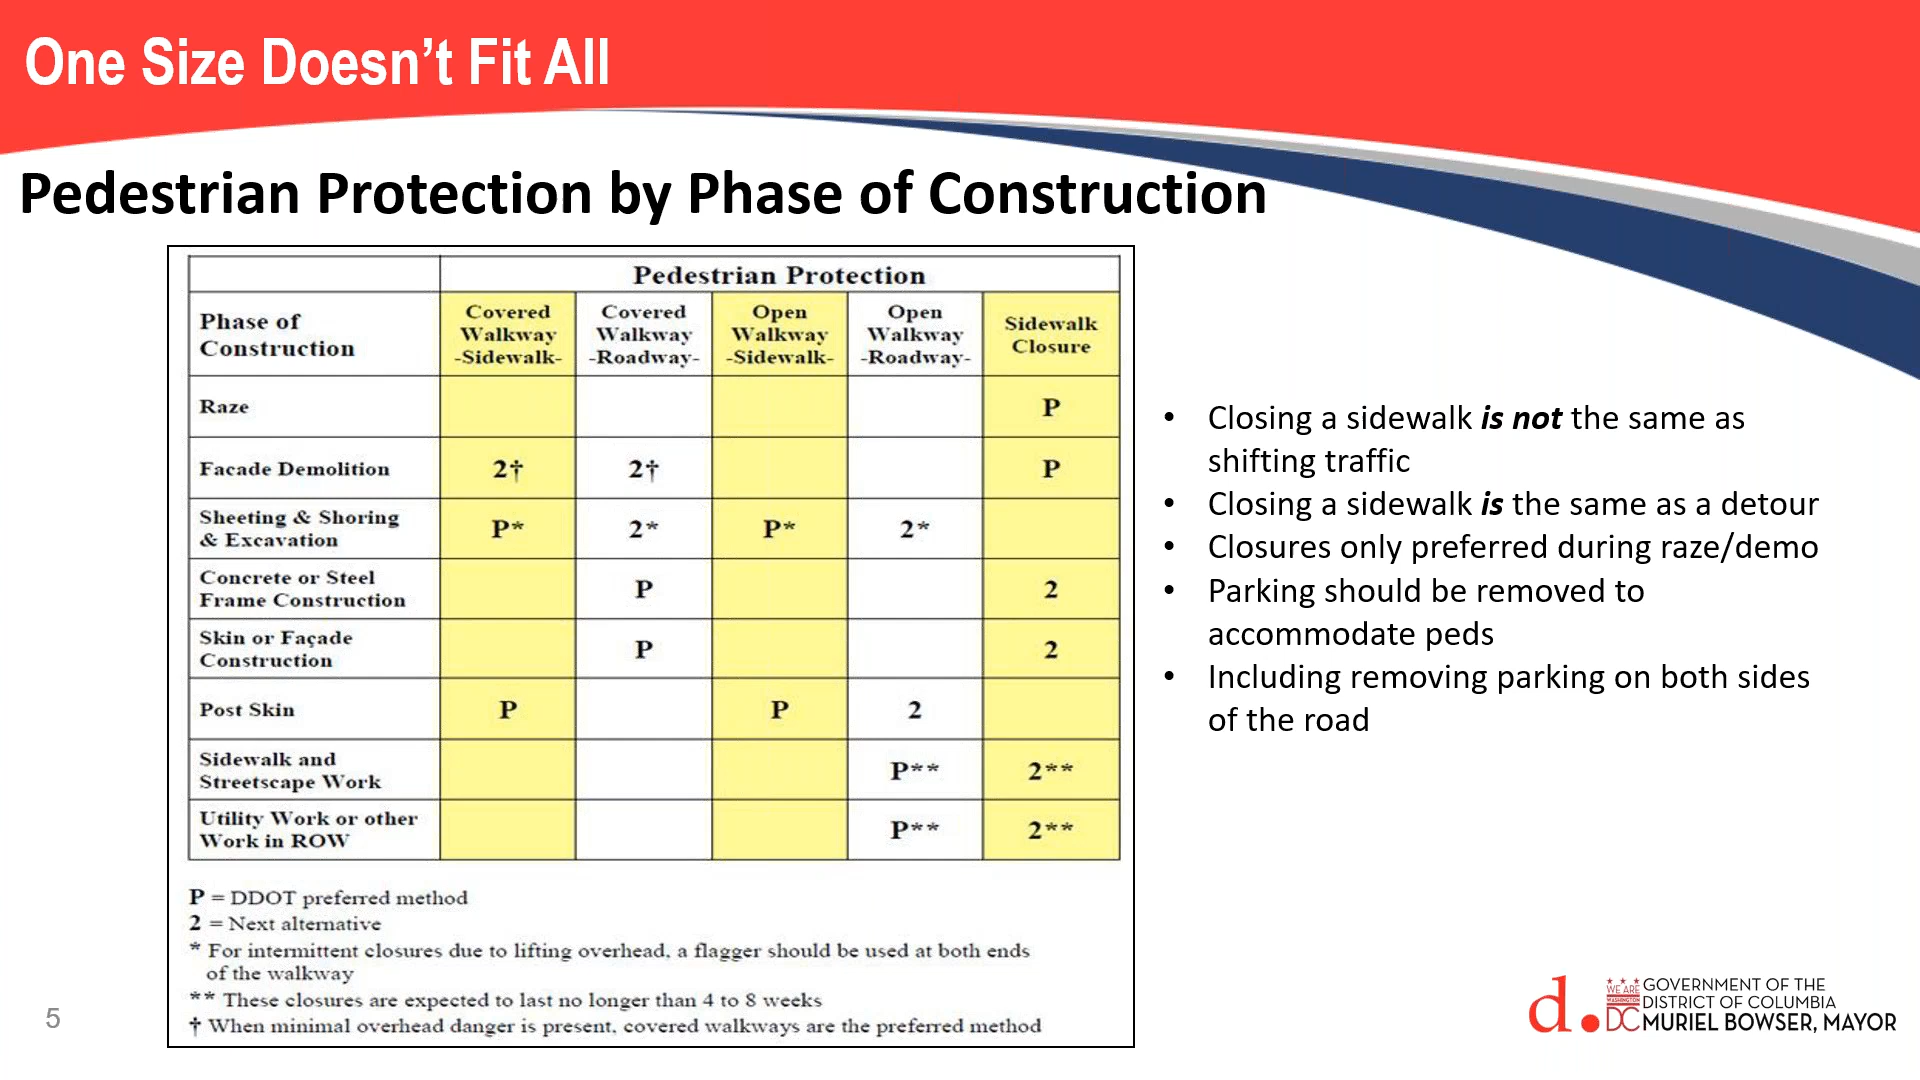 One Size Doesn’t Fit All
Pedestrian Protection by Phase of Construction
Pedestrian Protection
Phase of
Construction
Covered
Walkway
-Sidewalk-
Covered
Walkway
-Roadway-
Open
Walkway
-Sidewalk-
Open
Walkway
-Roadway-
Sidewalk
Closure
Raze P
Facade Demolition 2† 2† P
Sheeting & Shoring
& Excavation P* 2* P* 2*
Concrete or Steel
Frame Construction P 2
Skin or Façade
Construction P 2
Post Skin P P 2
Sidewalk and
Streetscape Work P** 2**
Utility Work or other
Work in ROW P** 2**
P = DDOT preferred method
2 = Next alternative
* For intermittent closures due to lifting overhead, a flagger should be used at both ends
of the walkway
** These closures are expected to last no longer than 4 to 8 weeks
† When minimal overhead danger is present, covered walkways are the preferred method
• Closing a sidewalk is not the same as
shifting traffic
• Closing a sidewalk is the same as a detour
• Closures only preferred during raze/demo
• Parking should be removed to
accommodate peds
• Including removing parking on both sides
of the road
5
d.
WE ARE
WASHINGTON
DC
GOVERNMENT OF THE
DISTRICT OF COLUMBIA
MURIEL BOWSER, MAYOR